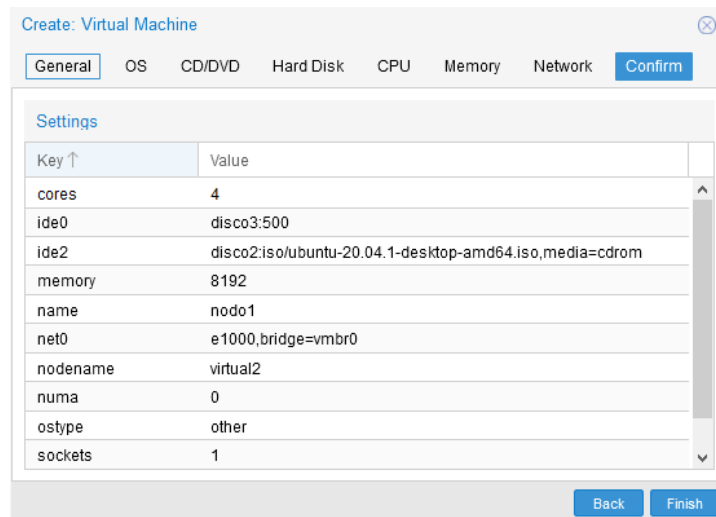 Create: Virtual Machine
General OS CD/DVD Hard Disk CPU Memory Network Confirm
Settings
Key Value
cores 4
ide0 disco3:500
ide2 disco2:iso/ubuntu-20.04.1-desktop-amd64.iso,media=cdrom
memory 8192
name nodo1
net0 e1000,bridge=vmbr0
nodename virtual2
numa 0
ostype other
sockets 1
Back Finish